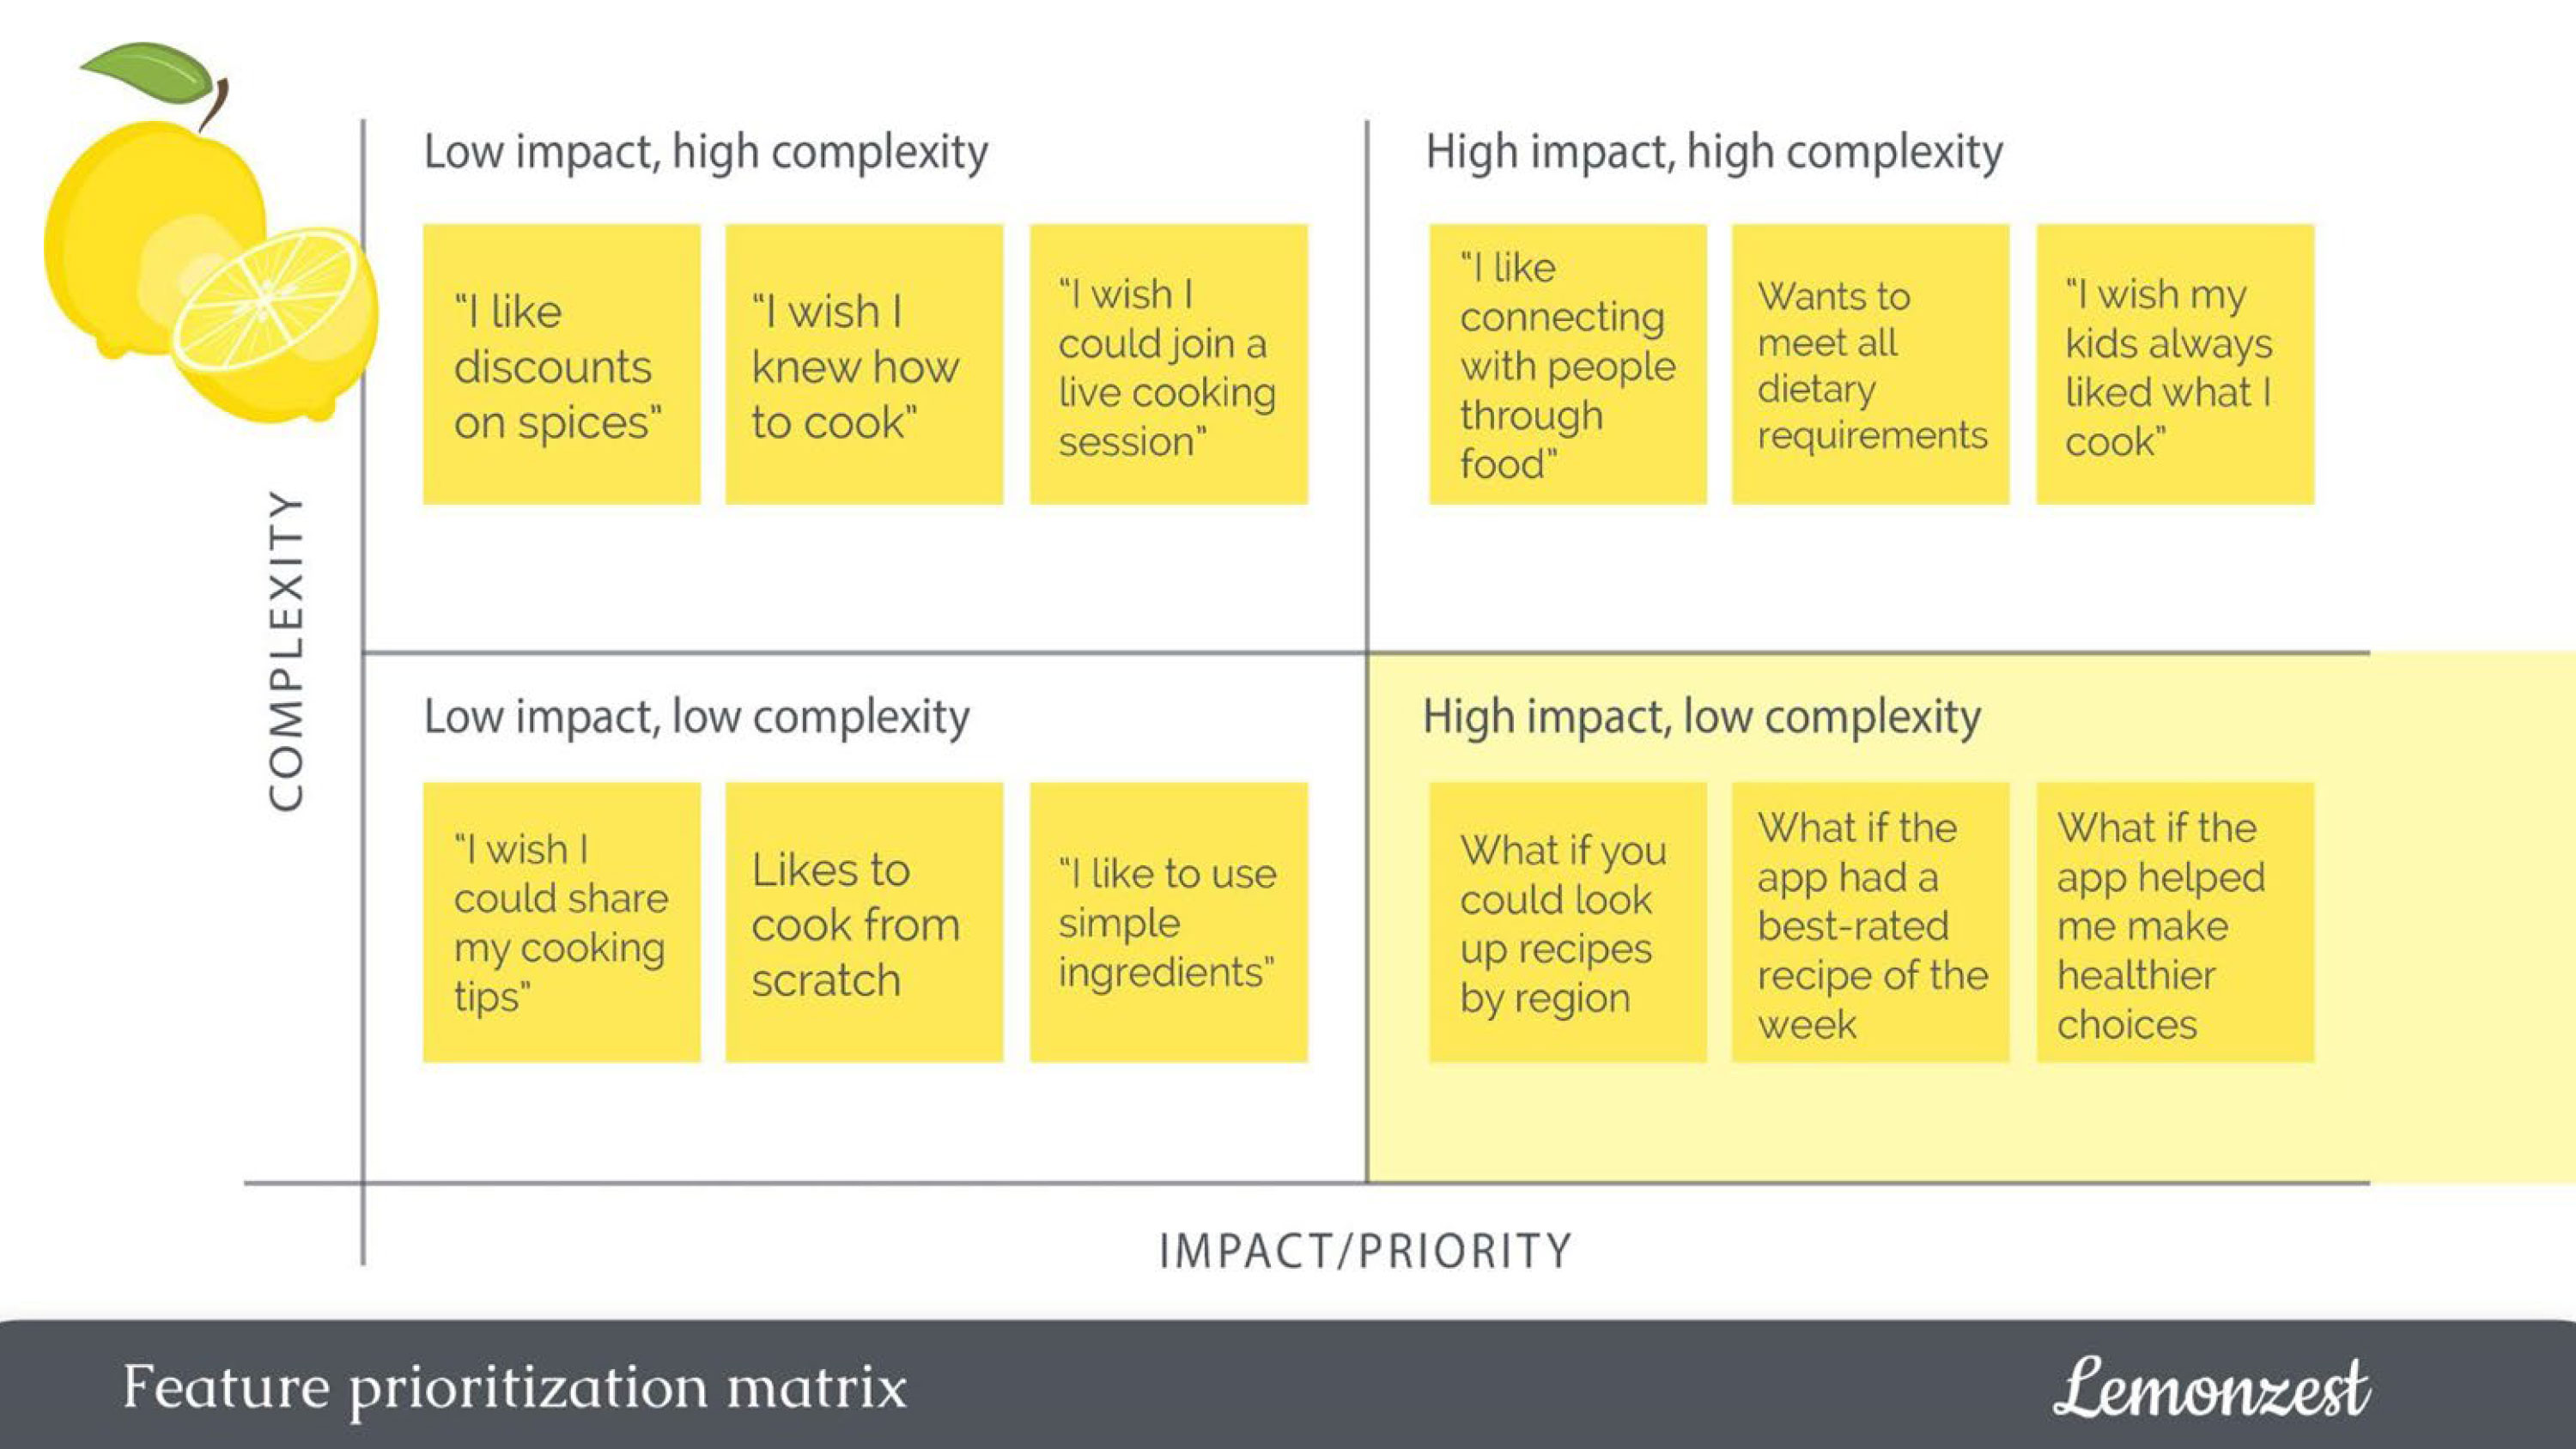 Low impact, high complexity
"I like
discounts
on spices"
"I wish I
knew how
to cook"
"I wish I
could join a
live cooking
session"
High impact, high complexity
"I like
connecting
with people
through
food"
Wants to
meet all
dietary
requirements
"I wish my
kids always
liked what I
cook"
COMPLEXITY
Low impact, low complexity
"I wish I
could share
my cooking
tips"
Likes to
cook from
scratch
"I like to use
simple
ingredients"
High impact, low complexity
What if you
could look
up recipes
by region
What if the
app had a
best-rated
recipe of the
week
What if the
app helped
me make
healthier
choices
IMPACT/PRIORITY
Feature prioritization matrix
Lemonzest